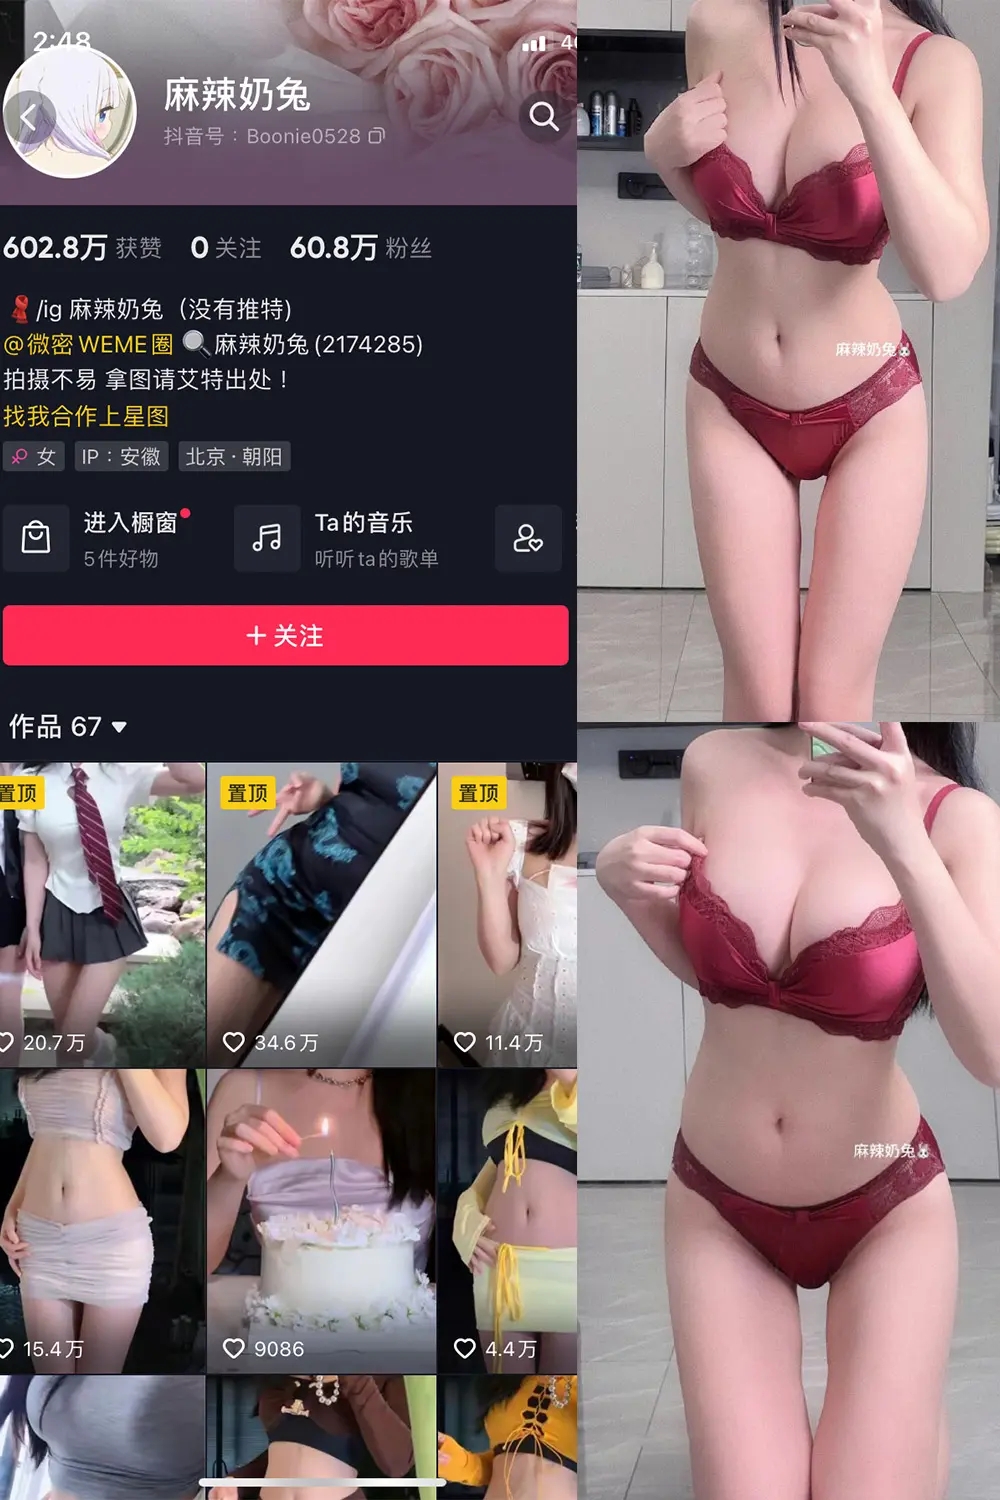 2:48
4G
麻辣奶兔
抖音号：Boonie0528
602.8万 获赞 0 关注 60.8万 粉丝
/ig 麻辣奶兔（没有推特)
@微密 WEME圈 🔍麻辣奶兔(2174285)
拍摄不易 拿图请艾特出处！
找我合作上星图
女 IP：安徽 北京·朝阳
进入橱窗 Ta的音乐
5件好物 听听ta的歌单
+ 关注
作品 67
置顶 置顶 置顶
20.7万 34.6万 11.4万
15.4万 9086 4.4万
麻辣奶兔
麻辣奶兔